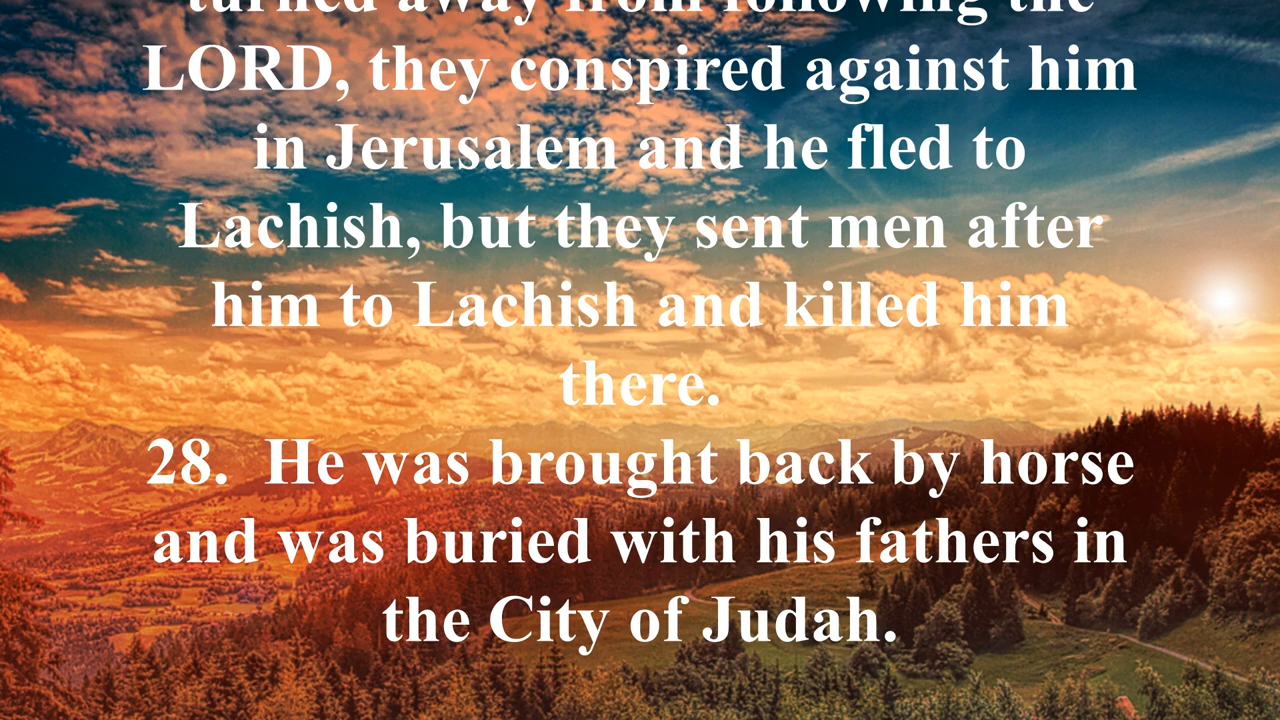 turned away from following the
LORD, they conspired against him
in Jerusalem and he fled to
Lachish, but they sent men after
him to Lachish and killed him
there.
28. He was brought back by horse
and was buried with his fathers in
the City of Judah.